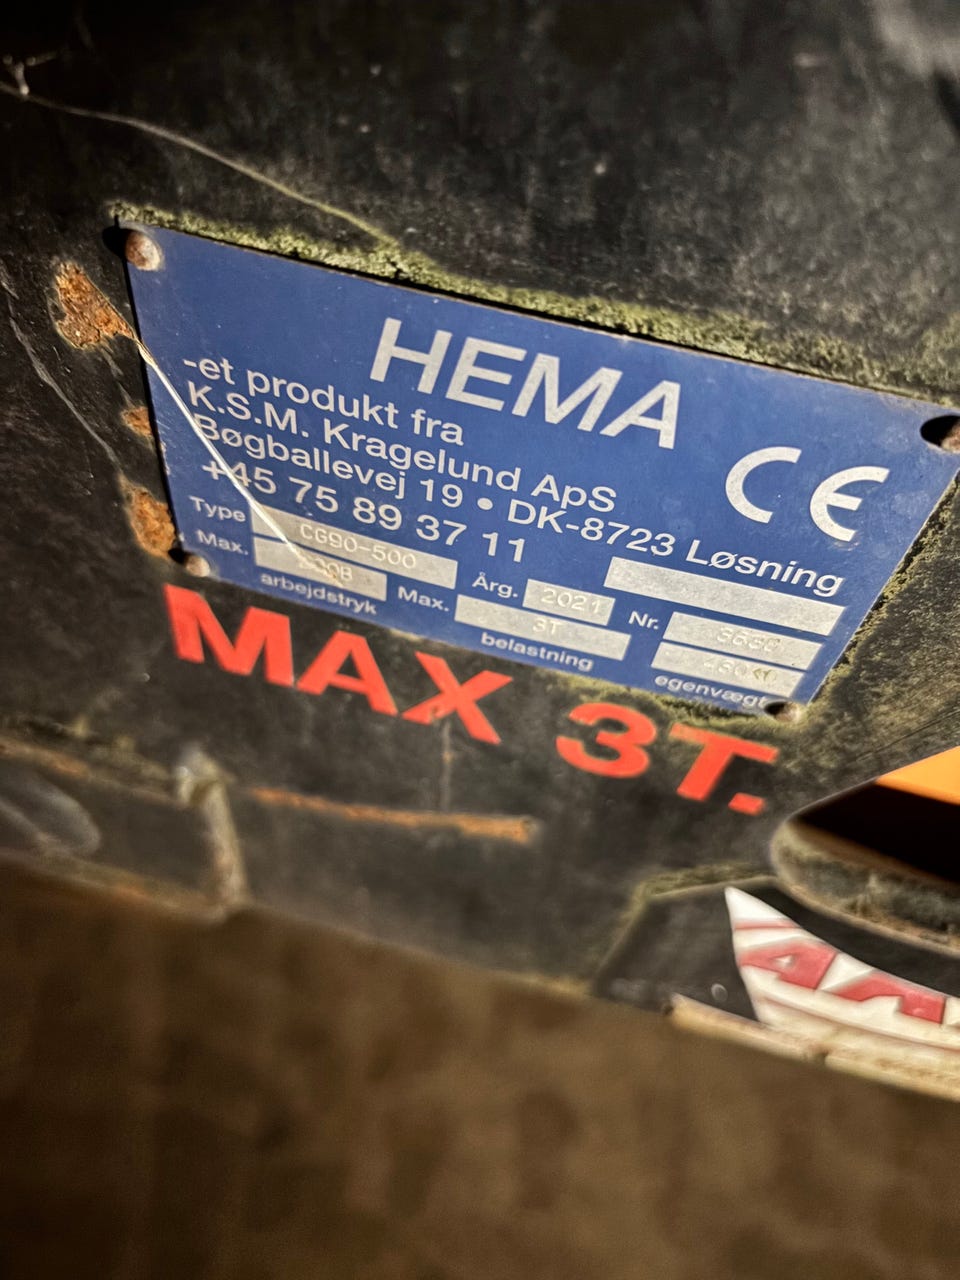 HEMA
-et produkt fra
K.S.M. Kragelund ApS
Bøgballevej 19 • DK-8723 Løsning
+45 75 89 37 11
CE
Type CG90-500 Årg. 2021 Nr.
Max. arbejdstryk
Max. 3T belastning
egenvægt
MAX 3T.